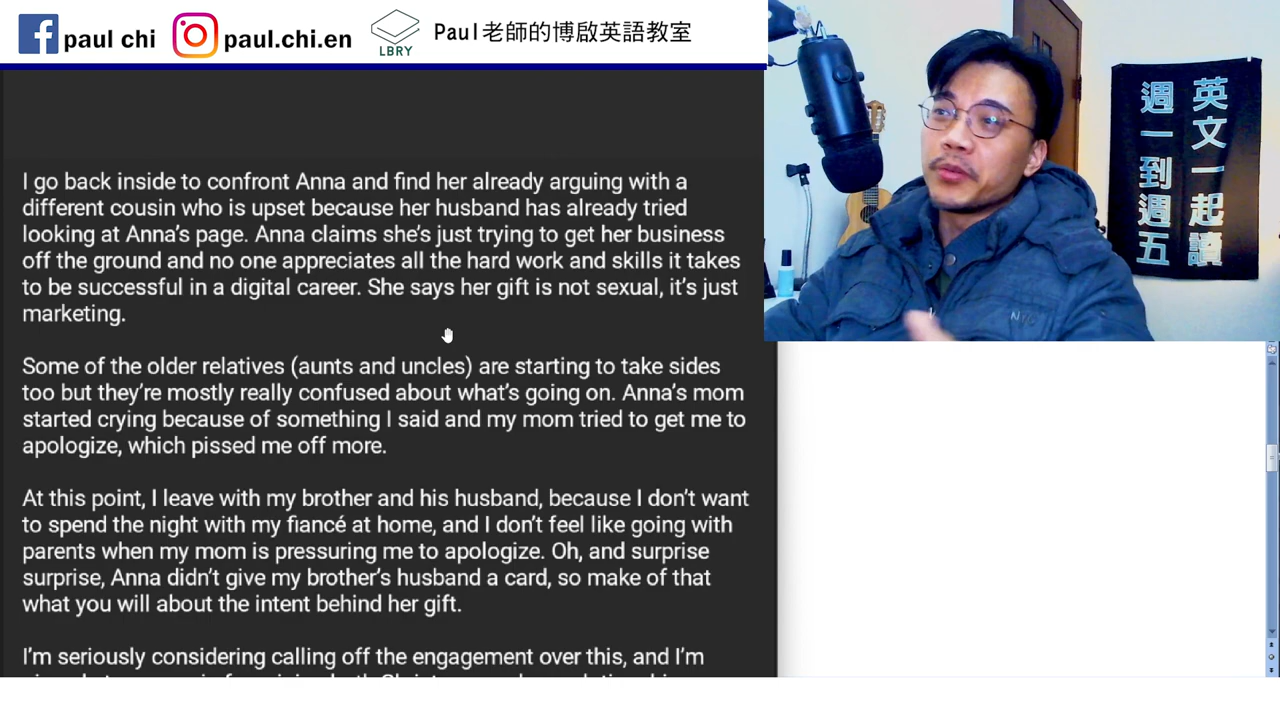 paul chi
paul.chi.en
LBRY
Paul老師的博啟英語教室
英文一起讀
週一到週五
I go back inside to confront Anna and find her already arguing with a
different cousin who is upset because her husband has already tried
looking at Anna's page. Anna claims she's just trying to get her business
off the ground and no one appreciates all the hard work and skills it takes
to be successful in a digital career. She says her gift is not sexual, it's just
marketing.
Some of the older relatives (aunts and uncles) are starting to take sides
too but they're mostly really confused about what's going on. Anna's mom
started crying because of something I said and my mom tried to get me to
apologize, which pissed me off more.
At this point, I leave with my brother and his husband, because I don't want
to spend the night with my fiancé at home, and I don't feel like going with
parents when my mom is pressuring me to apologize. Oh, and surprise
surprise, Anna didn't give my brother's husband a card, so make of that
what you will about the intent behind her gift.
I'm seriously considering calling off the engagement over this, and I'm